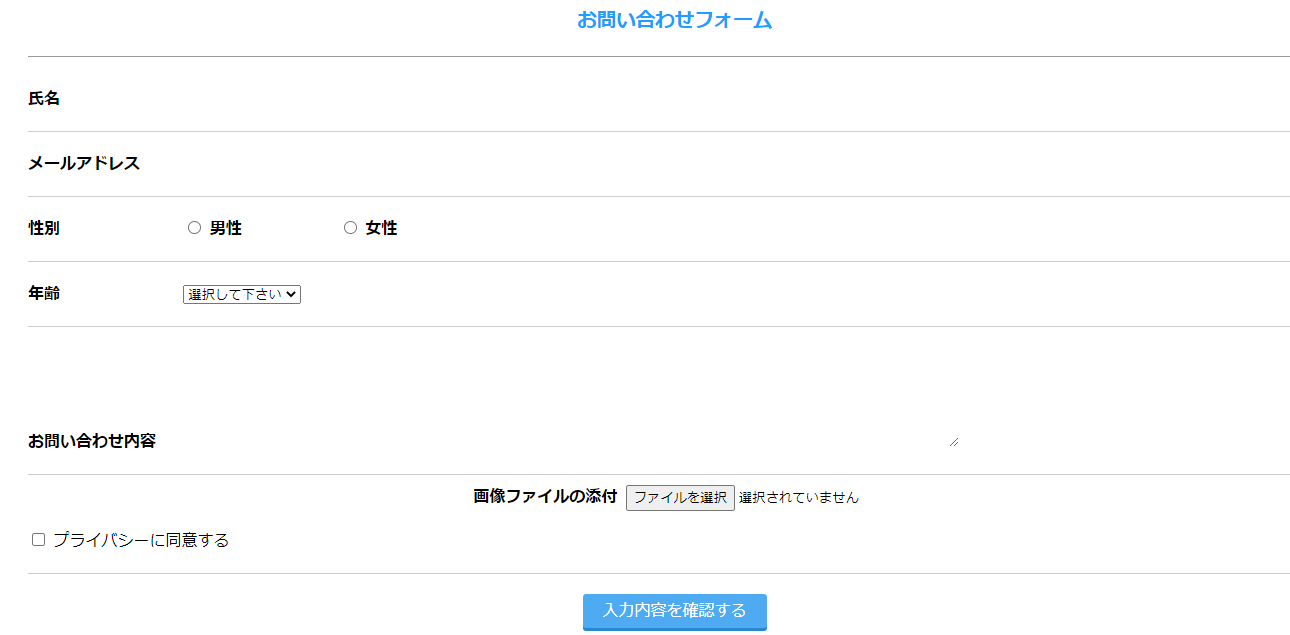 お問い合わせフォーム
氏名
メールアドレス
性別 男性 女性
年齢 選択して下さい
お問い合わせ内容
画像ファイルの添付 ファイルを選択 選択されていません
プライバシーに同意する
入力内容を確認する